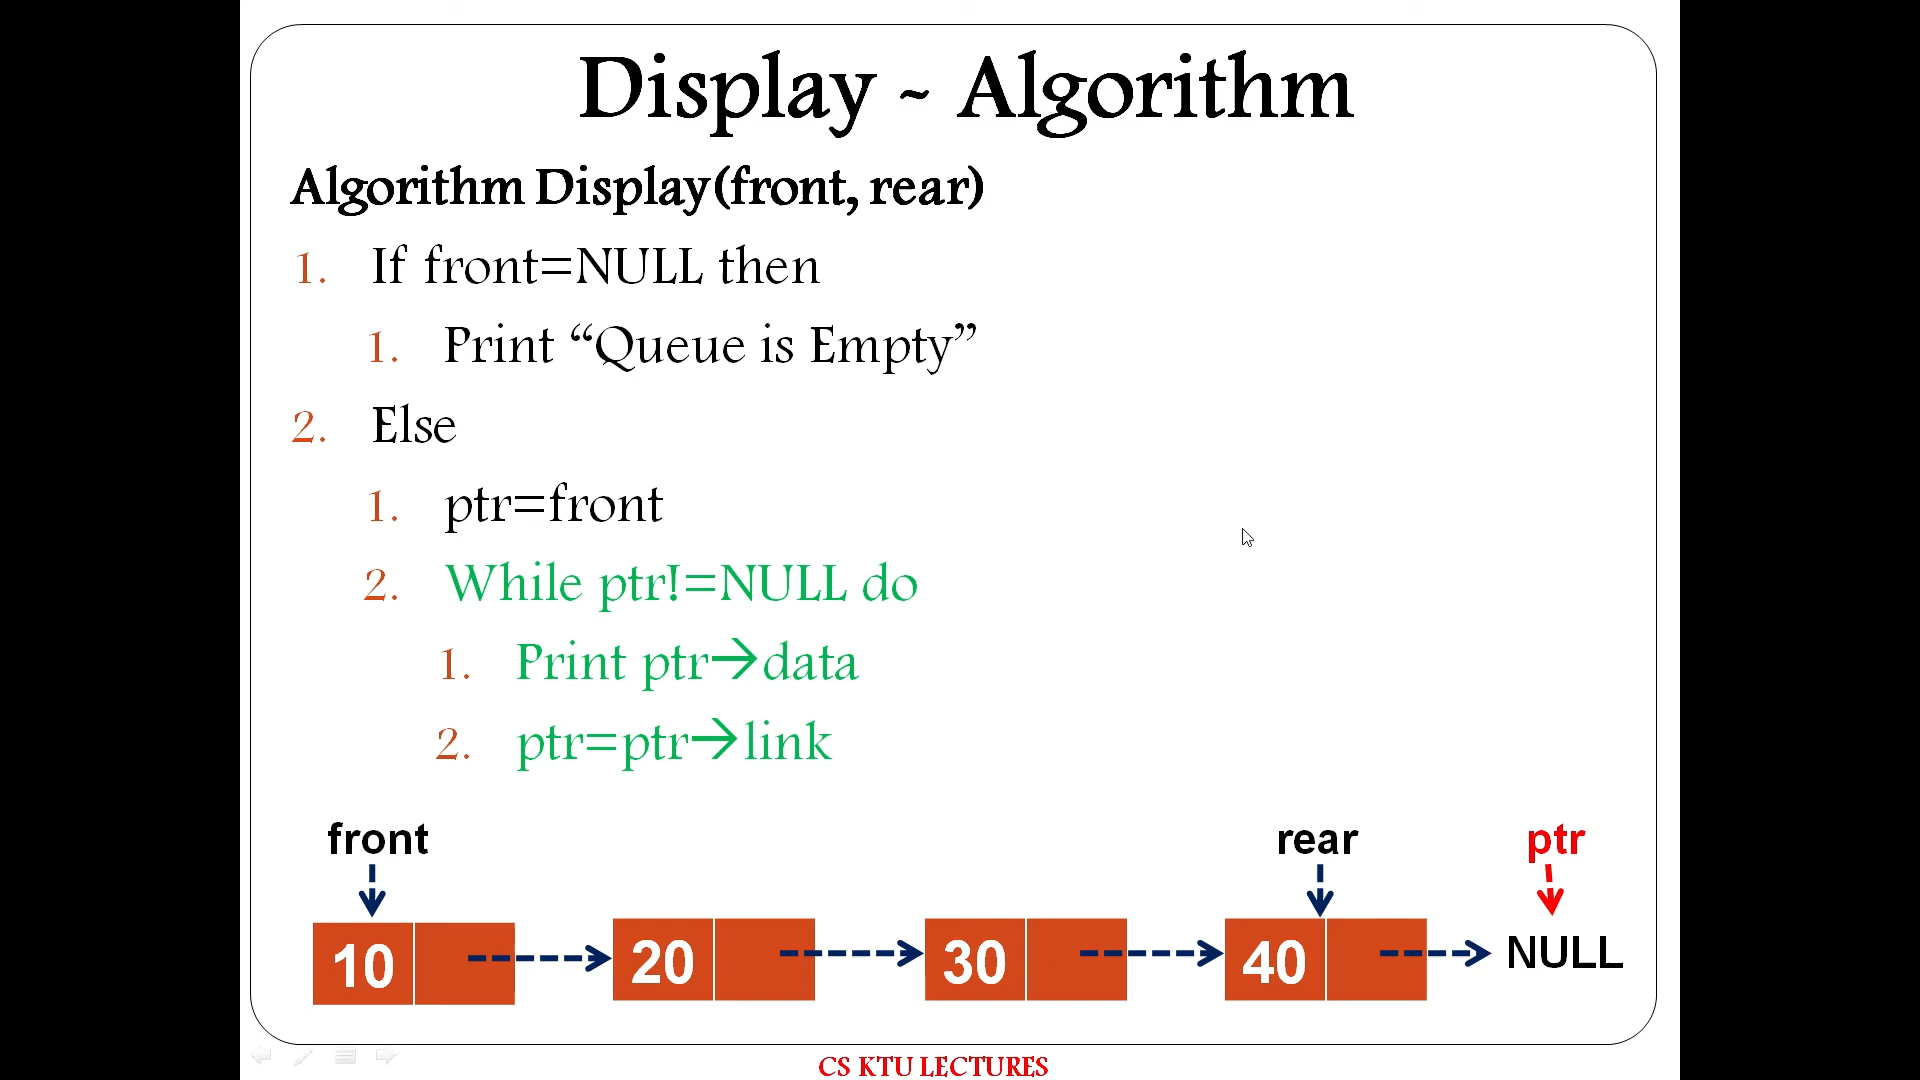 Display ~ Algorithm
Algorithm Display(front, rear)
1. If front=NULL then
1. Print “Queue is Empty”
2. Else
1. ptr=front
2. While ptr!=NULL do
1. Print ptr→data
2. ptr=ptr→link
front rear ptr
10 20 30 40 NULL
CS KTU LECTURES